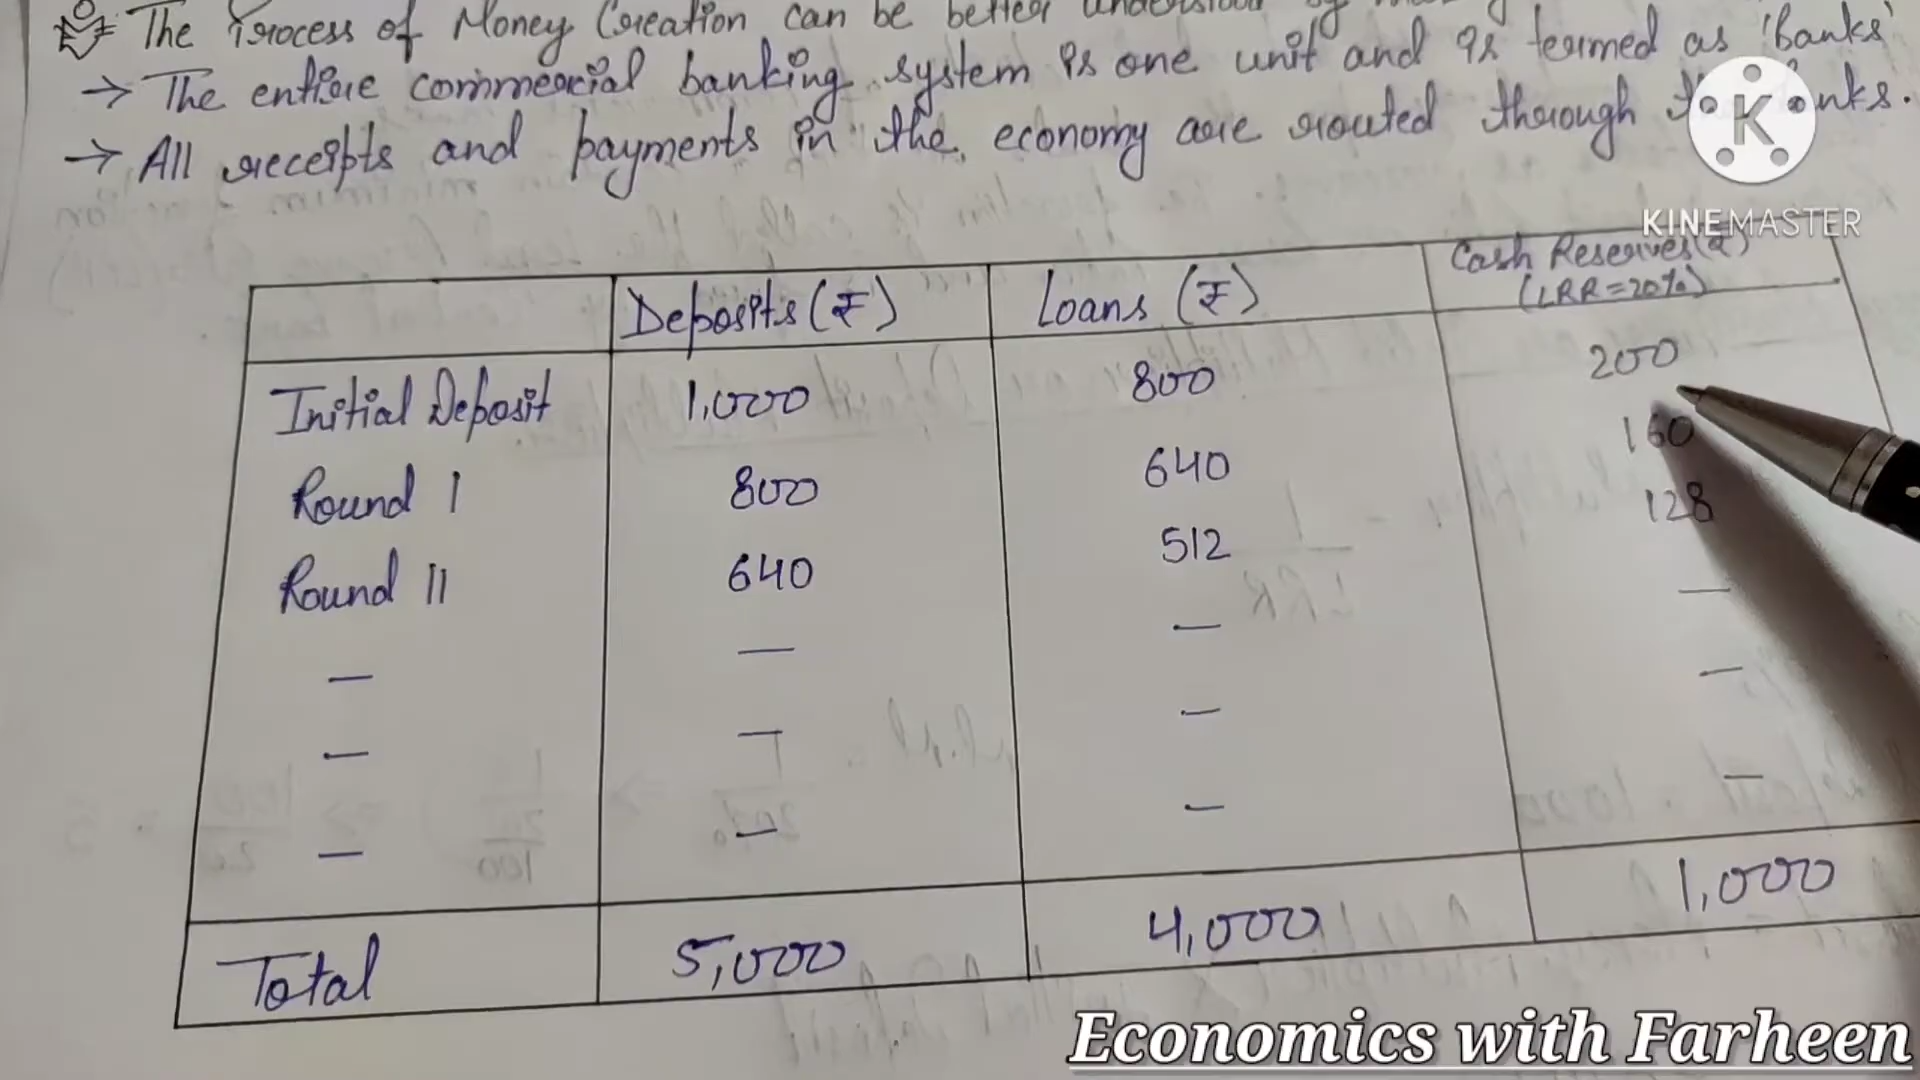 The Process of Money Creation can be better understood by
→ The entire commercial banking system is one unit and is termed as 'Banks'
→ All receipts and payments in the economy are routed through
K
KINEMASTER
Deposits (₹) Loans (₹) Cash Reserves (₹)
(LRR = 20%)
Initial Deposit 1,000 800 200
Round I 800 640 160
Round II 640 512 128
— — — —
— — — —
— — — —
Total 5,000 4,000 1,000
Economics with Farheen